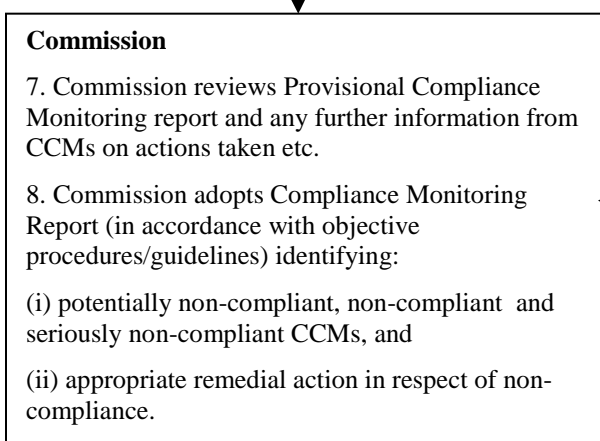 Commission
7. Commission reviews Provisional Compliance
Monitoring report and any further information from
CCMs on actions taken etc.
8. Commission adopts Compliance Monitoring
Report (in accordance with objective
procedures/guidelines) identifying:
(i) potentially non-compliant, non-compliant and
seriously non-compliant CCMs, and
(ii) appropriate remedial action in respect of non-
compliance.